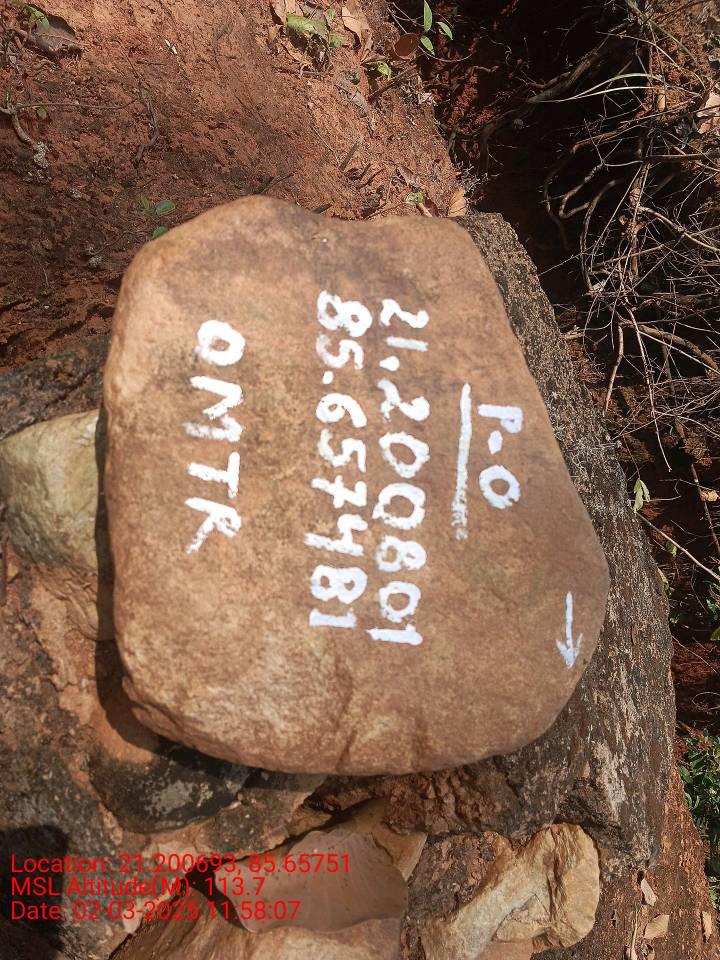 P-0
21.200801
85.657481
0MTR
Location: 21.200693, 85.65751
MSL Altitude(M): 113.7
Date: 02-03-2025 11:58:07